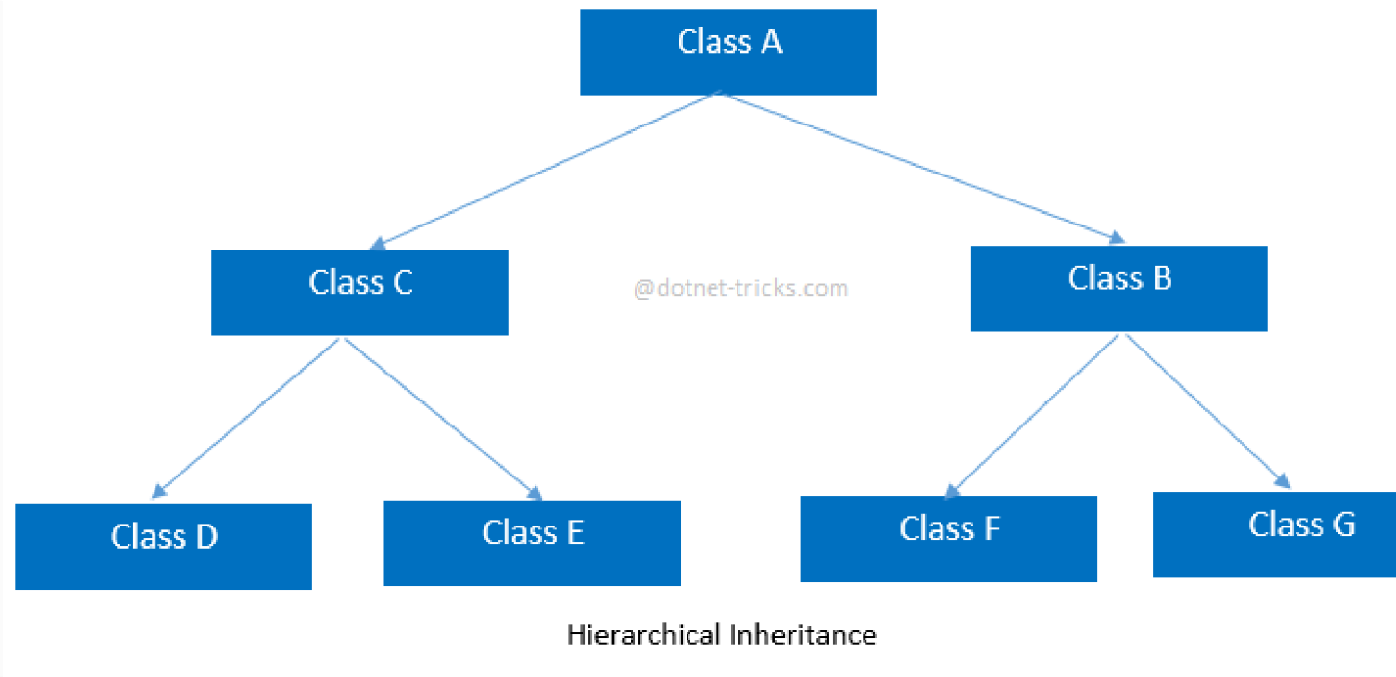 Class A
Class C
@dotnet-tricks.com
Class B
Class D
Class E
Class F
Class G
Hierarchical Inheritance